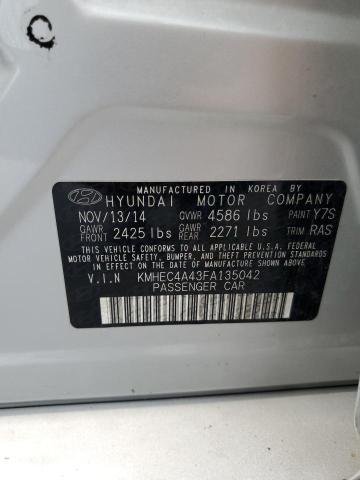 C
MANUFACTURED IN KOREA BY
HYUNDAI MOTOR COMPANY
NOV/13/14 GVWR 4586 lbs PAINT Y7S
GAWR FRONT 2425 lbs GAWR REAR 2271 lbs TRIM RAS
THIS VEHICLE CONFORMS TO ALL APPLICABLE U.S.A. FEDERAL
MOTOR VEHICLE SAFETY, BUMPER, AND THEFT PREVENTION
STANDARDS IN EFFECT ON THE DATE OF MANUFACTURE SHOWN ABOVE.
V.I.N KMHEC4A43FA135042
PASSENGER CAR